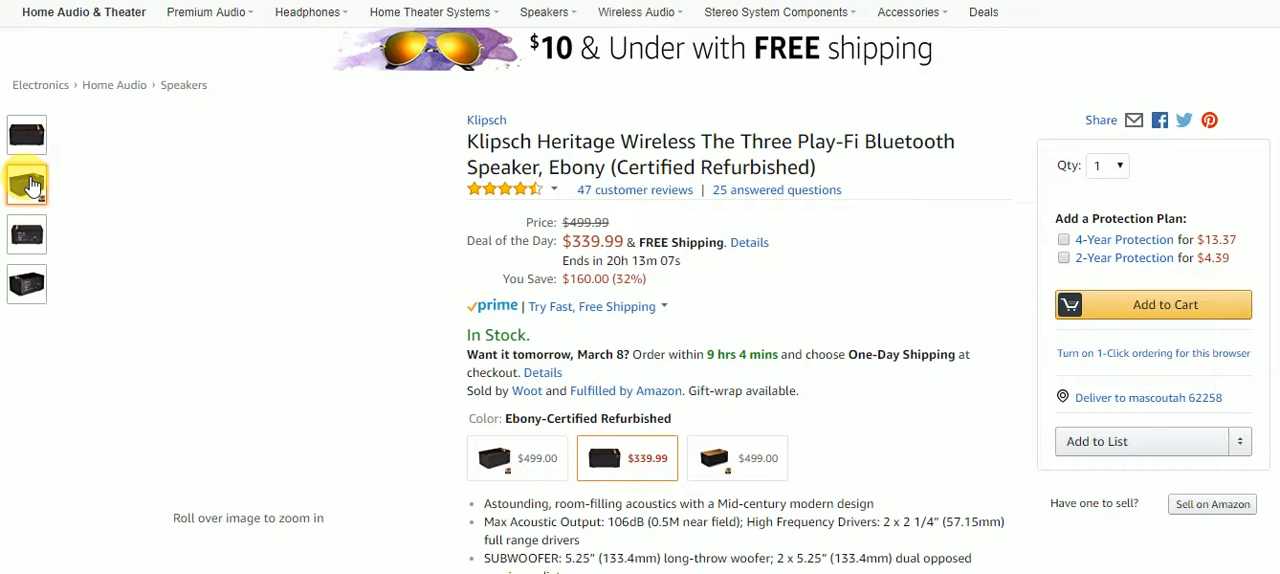 Home Audio & Theater Premium Audio Headphones Home Theater Systems Speakers Wireless Audio Stereo System Components Accessories Deals
$10 & Under with FREE shipping
Electronics › Home Audio › Speakers
Klipsch
Klipsch Heritage Wireless The Three Play-Fi Bluetooth
Speaker, Ebony (Certified Refurbished)
47 customer reviews | 25 answered questions
Price: $499.99
Deal of the Day: $339.99 & FREE Shipping. Details
Ends in 20h 13m 07s
You Save: $160.00 (32%)
prime | Try Fast, Free Shipping
In Stock.
Want it tomorrow, March 8? Order within 9 hrs 4 mins and choose One-Day Shipping at
checkout. Details
Sold by Woot and Fulfilled by Amazon. Gift-wrap available.
Color: Ebony-Certified Refurbished
$499.00 $339.99 $499.00
• Astounding, room-filling acoustics with a Mid-century modern design
• Max Acoustic Output: 106dB (0.5M near field); High Frequency Drivers: 2 x 2 1/4” (57.15mm)
full range drivers
• SUBWOOFER: 5.25” (133.4mm) long-throw woofer; 2 x 5.25” (133.4mm) dual opposed
Roll over image to zoom in
Share
Qty: 1
Add a Protection Plan:
4-Year Protection for $13.37
2-Year Protection for $4.39
Add to Cart
Turn on 1-Click ordering for this browser
Deliver to mascoutah 62258
Add to List
Have one to sell? Sell on Amazon